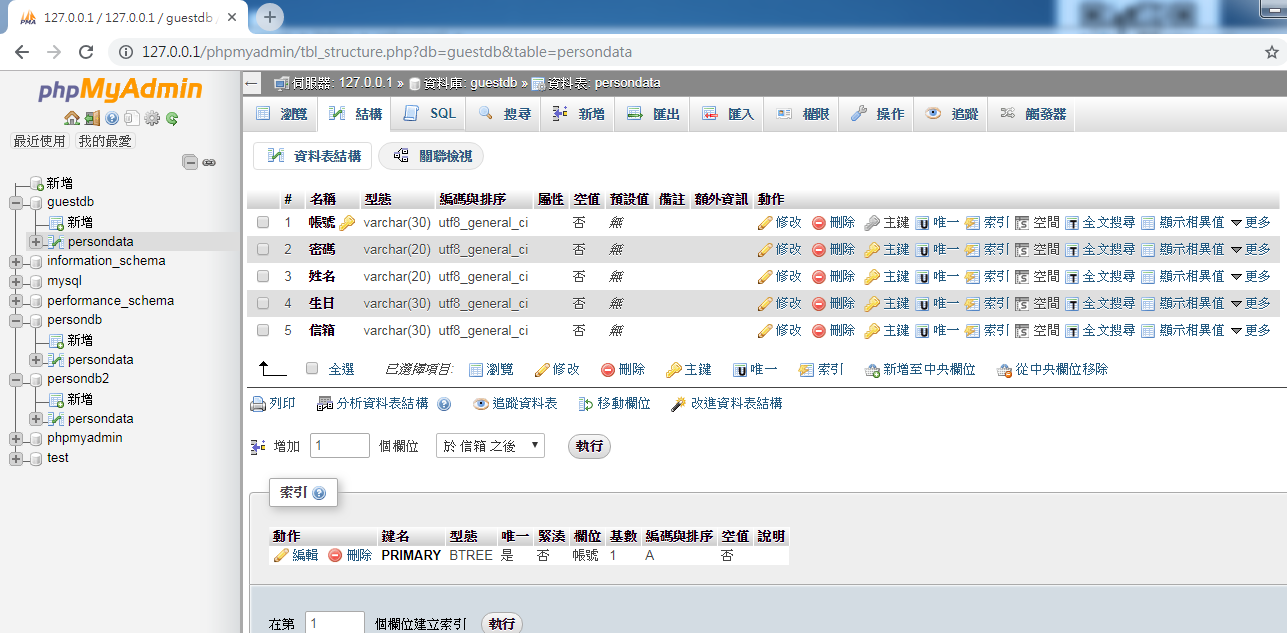 127.0.0.1 / 127.0.0.1 / guestdb
127.0.0.1/phpmyadmin/tbl_structure.php?db=guestdb&table=persondata
phpMyAdmin
最近使用 我的最愛
新增
guestdb
新增
persondata
information_schema
mysql
performance_schema
persondb
新增
persondata
persondb2
新增
persondata
phpmyadmin
test
伺服器: 127.0.0.1 » 資料庫: guestdb » 資料表: persondata
瀏覽 結構 SQL 搜尋 新增 匯出 匯入 權限 操作 追蹤 觸發器
資料表結構 關聯檢視
# 名稱 型態 編碼與排序 屬性 空值 預設值 備註 額外資訊 動作
1 帳號 varchar(30) utf8_general_ci 否 無 修改 刪除 主鍵 唯一 索引 空間 全文搜尋 顯示相異值 更多
2 密碼 varchar(20) utf8_general_ci 否 無 修改 刪除 主鍵 唯一 索引 空間 全文搜尋 顯示相異值 更多
3 姓名 varchar(20) utf8_general_ci 否 無 修改 刪除 主鍵 唯一 索引 空間 全文搜尋 顯示相異值 更多
4 生日 varchar(30) utf8_general_ci 否 無 修改 刪除 主鍵 唯一 索引 空間 全文搜尋 顯示相異值 更多
5 信箱 varchar(30) utf8_general_ci 否 無 修改 刪除 主鍵 唯一 索引 空間 全文搜尋 顯示相異值 更多
全選 已選擇項目: 瀏覽 修改 刪除 主鍵 唯一 索引 新增至中央欄位 從中央欄位移除
列印 分析資料表結構 追蹤資料表 移動欄位 改進資料表結構
增加 1 個欄位 於 信箱 之後 執行
索引
動作 鍵名 型態 唯一 緊湊 欄位 基數 編碼與排序 空值 說明
編輯 刪除 PRIMARY BTREE 是 否 帳號 1 A 否
在第 1 個欄位建立索引 執行